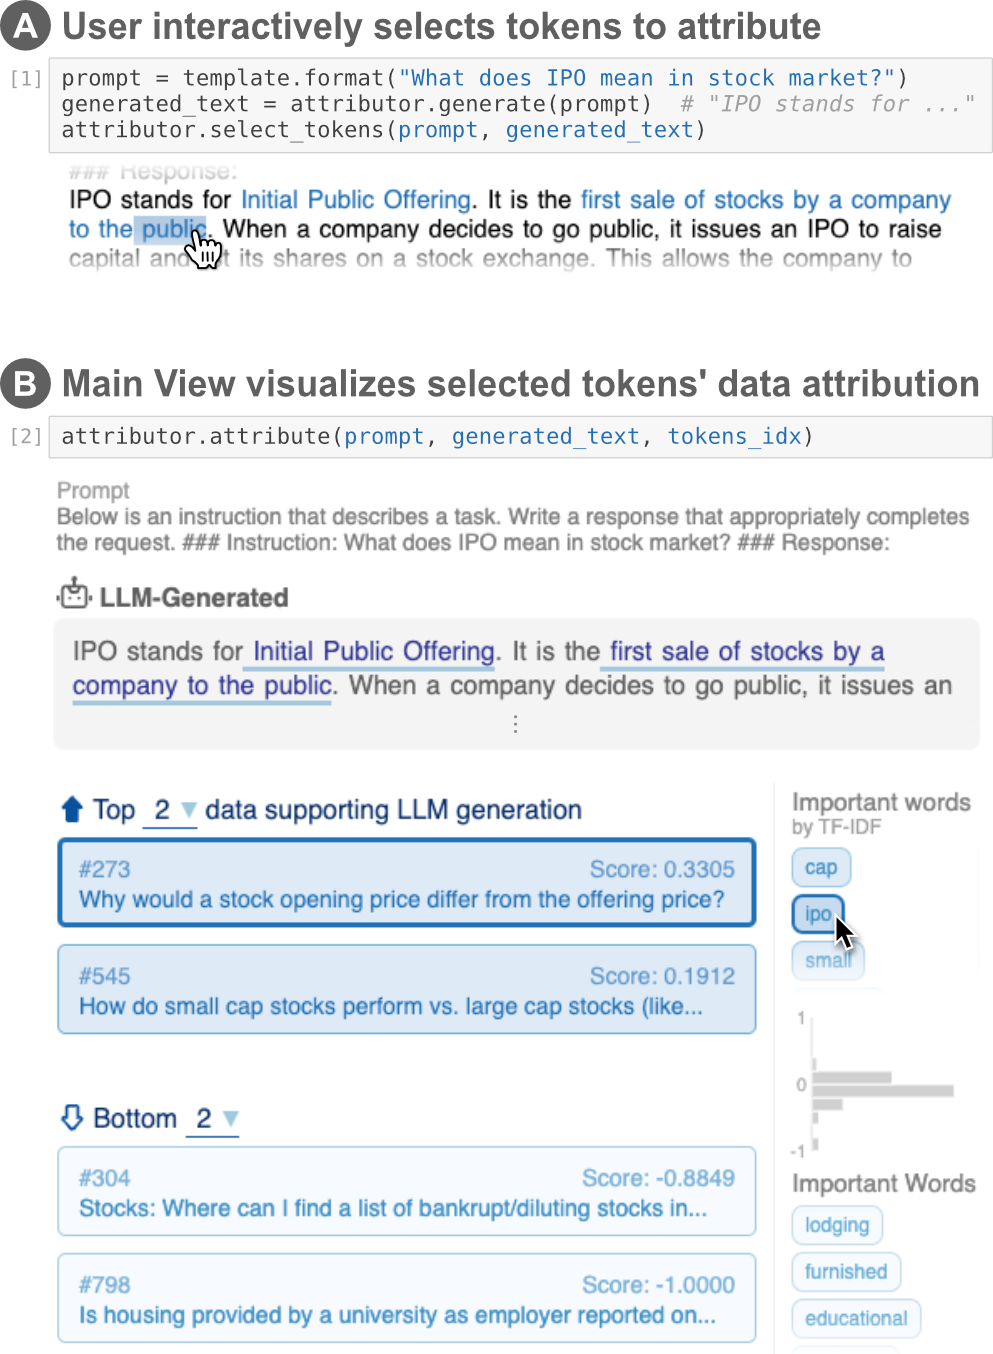 A User interactively selects tokens to attribute
[1] prompt = template.format("What does IPO mean in stock market?")
generated_text = attributor.generate(prompt)  # "IPO stands for ..."
attributor.select_tokens(prompt, generated_text)
### Response:
IPO stands for Initial Public Offering. It is the first sale of stocks by a company
to the public. When a company decides to go public, it issues an IPO to raise
capital and its shares on a stock exchange. This allows the company to
B Main View visualizes selected tokens' data attribution
[2] attributor.attribute(prompt, generated_text, tokens_idx)
Prompt
Below is an instruction that describes a task. Write a response that appropriately completes
the request. ### Instruction: What does IPO mean in stock market? ### Response:
LLM-Generated
IPO stands for Initial Public Offering. It is the first sale of stocks by a
company to the public. When a company decides to go public, it issues an
⋮
Top 2 ▼ data supporting LLM generation
#273 Score: 0.3305
Why would a stock opening price differ from the offering price?
#545 Score: 0.1912
How do small cap stocks perform vs. large cap stocks (like...
Bottom 2 ▼
#304 Score: -0.8849
Stocks: Where can I find a list of bankrupt/diluting stocks in...
#798 Score: -1.0000
Is housing provided by a university as employer reported on...
Important words
by TF-IDF
cap
ipo
small
1
0
-1
Important Words
lodging
furnished
educational